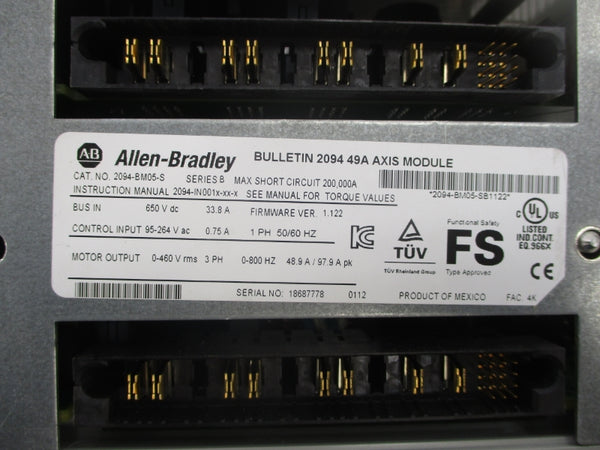 AB Allen-Bradley BULLETIN 2094 49A AXIS MODULE
CAT. NO. 2094-BM05-S SERIES B MAX SHORT CIRCUIT 200,000A
INSTRUCTION MANUAL 2094-IN001x-xx-x SEE MANUAL FOR TORQUE VALUES
*2094-BM05-SB1122*
BUS IN 650 V dc 33.8 A FIRMWARE VER. 1.122
CONTROL INPUT 95-264 V ac 0.75 A 1 PH 50/60 HZ
MOTOR OUTPUT 0-460 V rms 3 PH 0-800 HZ 48.9 A / 97.9 A pk
TÜV
TÜV Rheinland Group
Functional Safety
FS
Type Approved
C UL US
LISTED
IND. CONT.
EQ. 966X
CE
SERIAL NO: 18687778 0112 PRODUCT OF MEXICO FAC. 4K